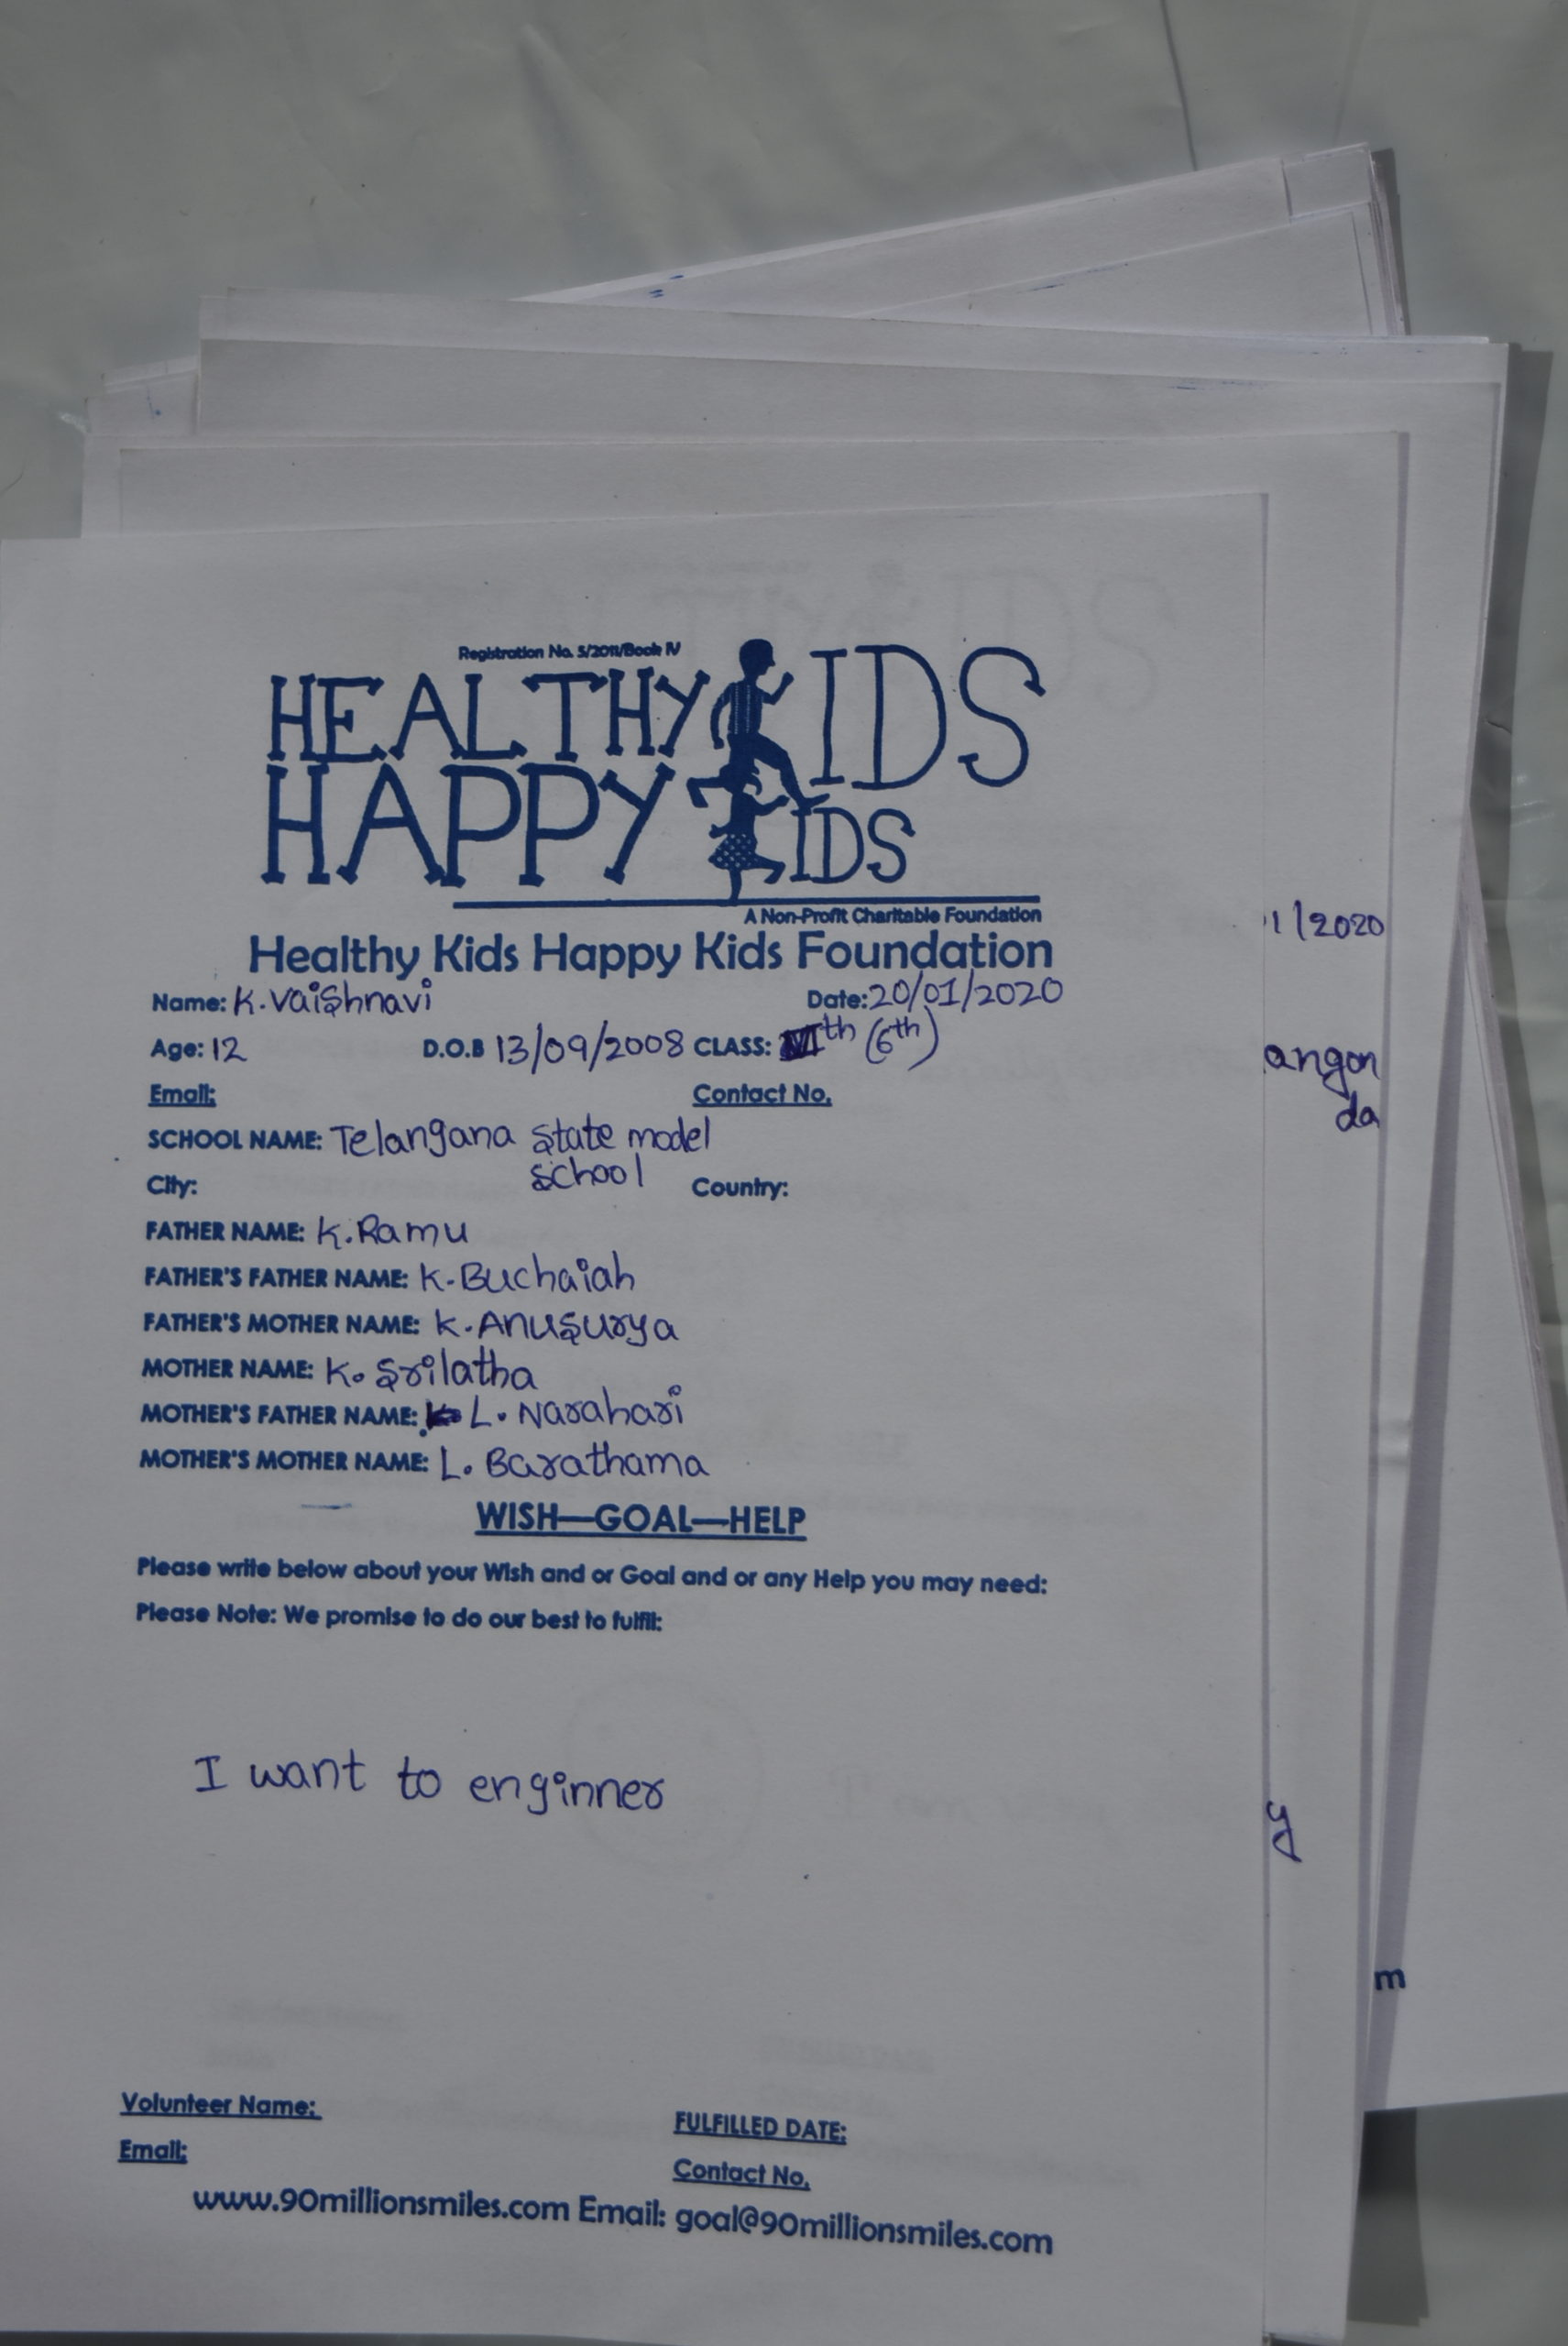 Registration No. 5/2011/Book IV
HEALTHY KIDS
HAPPY KIDS
A Non-Profit Charitable Foundation
Healthy Kids Happy Kids Foundation
Name: K.Vaishnavi Date: 20/01/2020
Age: 12 D.O.B 13/09/2008 CLASS: VIth (6th)
Email: Contact No.
SCHOOL NAME: Telangana state model
school
City: Country:
FATHER NAME: K.Ramu
FATHER'S FATHER NAME: K.Buchaiah
FATHER'S MOTHER NAME: K.Anusurya
MOTHER NAME: K. Srilatha
MOTHER'S FATHER NAME: L. Narahari
MOTHER'S MOTHER NAME: L. Barathama
WISH—GOAL—HELP
Please write below about your Wish and or Goal and or any Help you may need:
Please Note: We promise to do our best to fulfil:
I want to enginner
Volunteer Name: FULFILLED DATE:
Email: Contact No.
www.90millionsmiles.com Email: goal@90millionsmiles.com
1/2020
angon
da
m